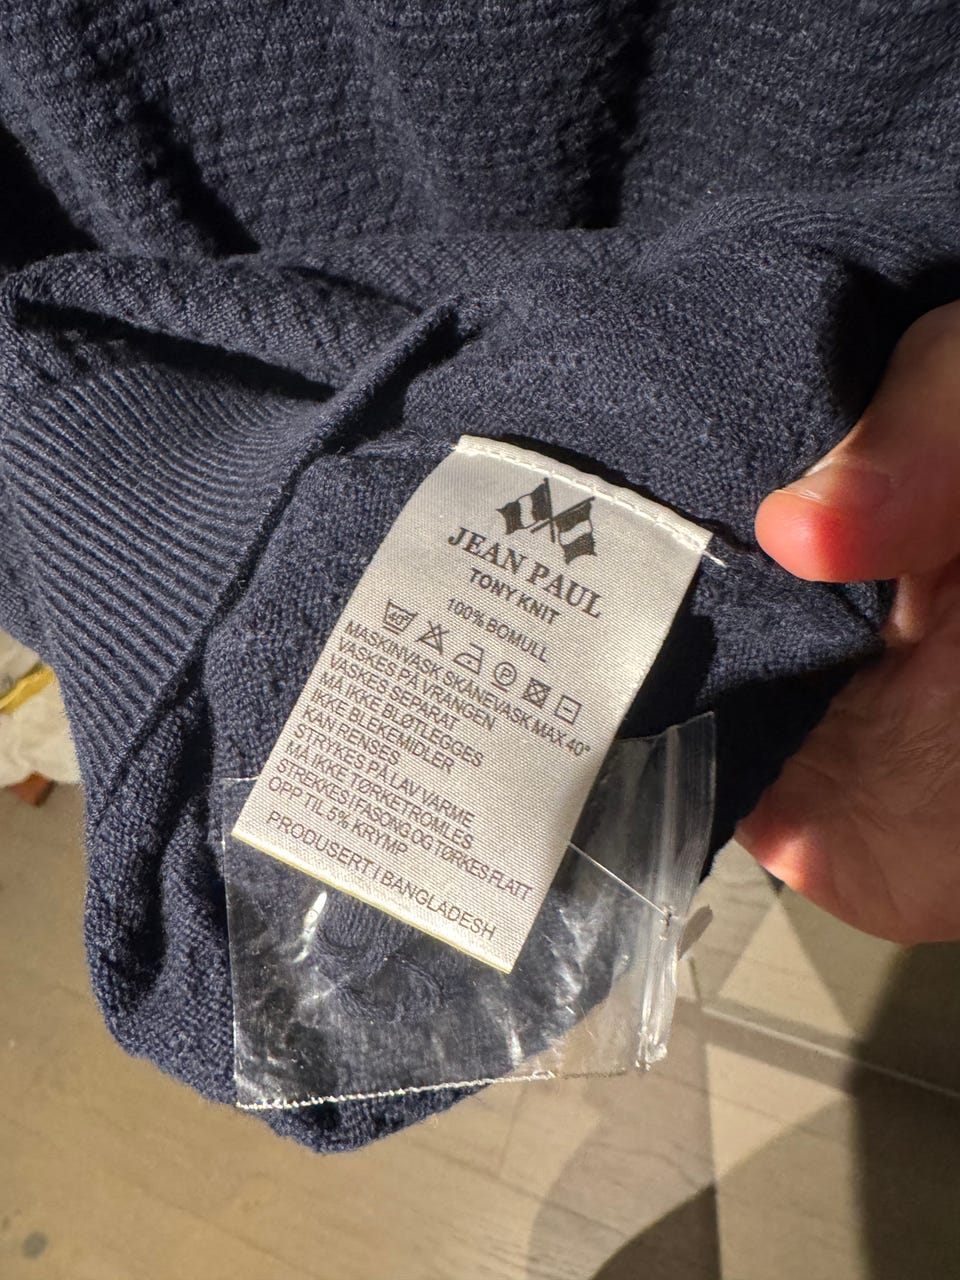 JEAN PAUL
TONY KNIT
100% BOMULL
40°
P
MASKINVASK SKÅNEVASK MAX 40°
VASKES PÅ VRANGEN
VASKES SEPARAT
MÅ IKKE BLØTLEGGES
IKKE BLEKEMIDLER
KAN RENSES
STRYKES PÅ LAV VARME
MÅ IKKE TØRKETROMLES
STREKKES I FASONG OG TØRKES FLATT
OPP TIL 5% KRYMP
PRODUSERT I BANGLADESH